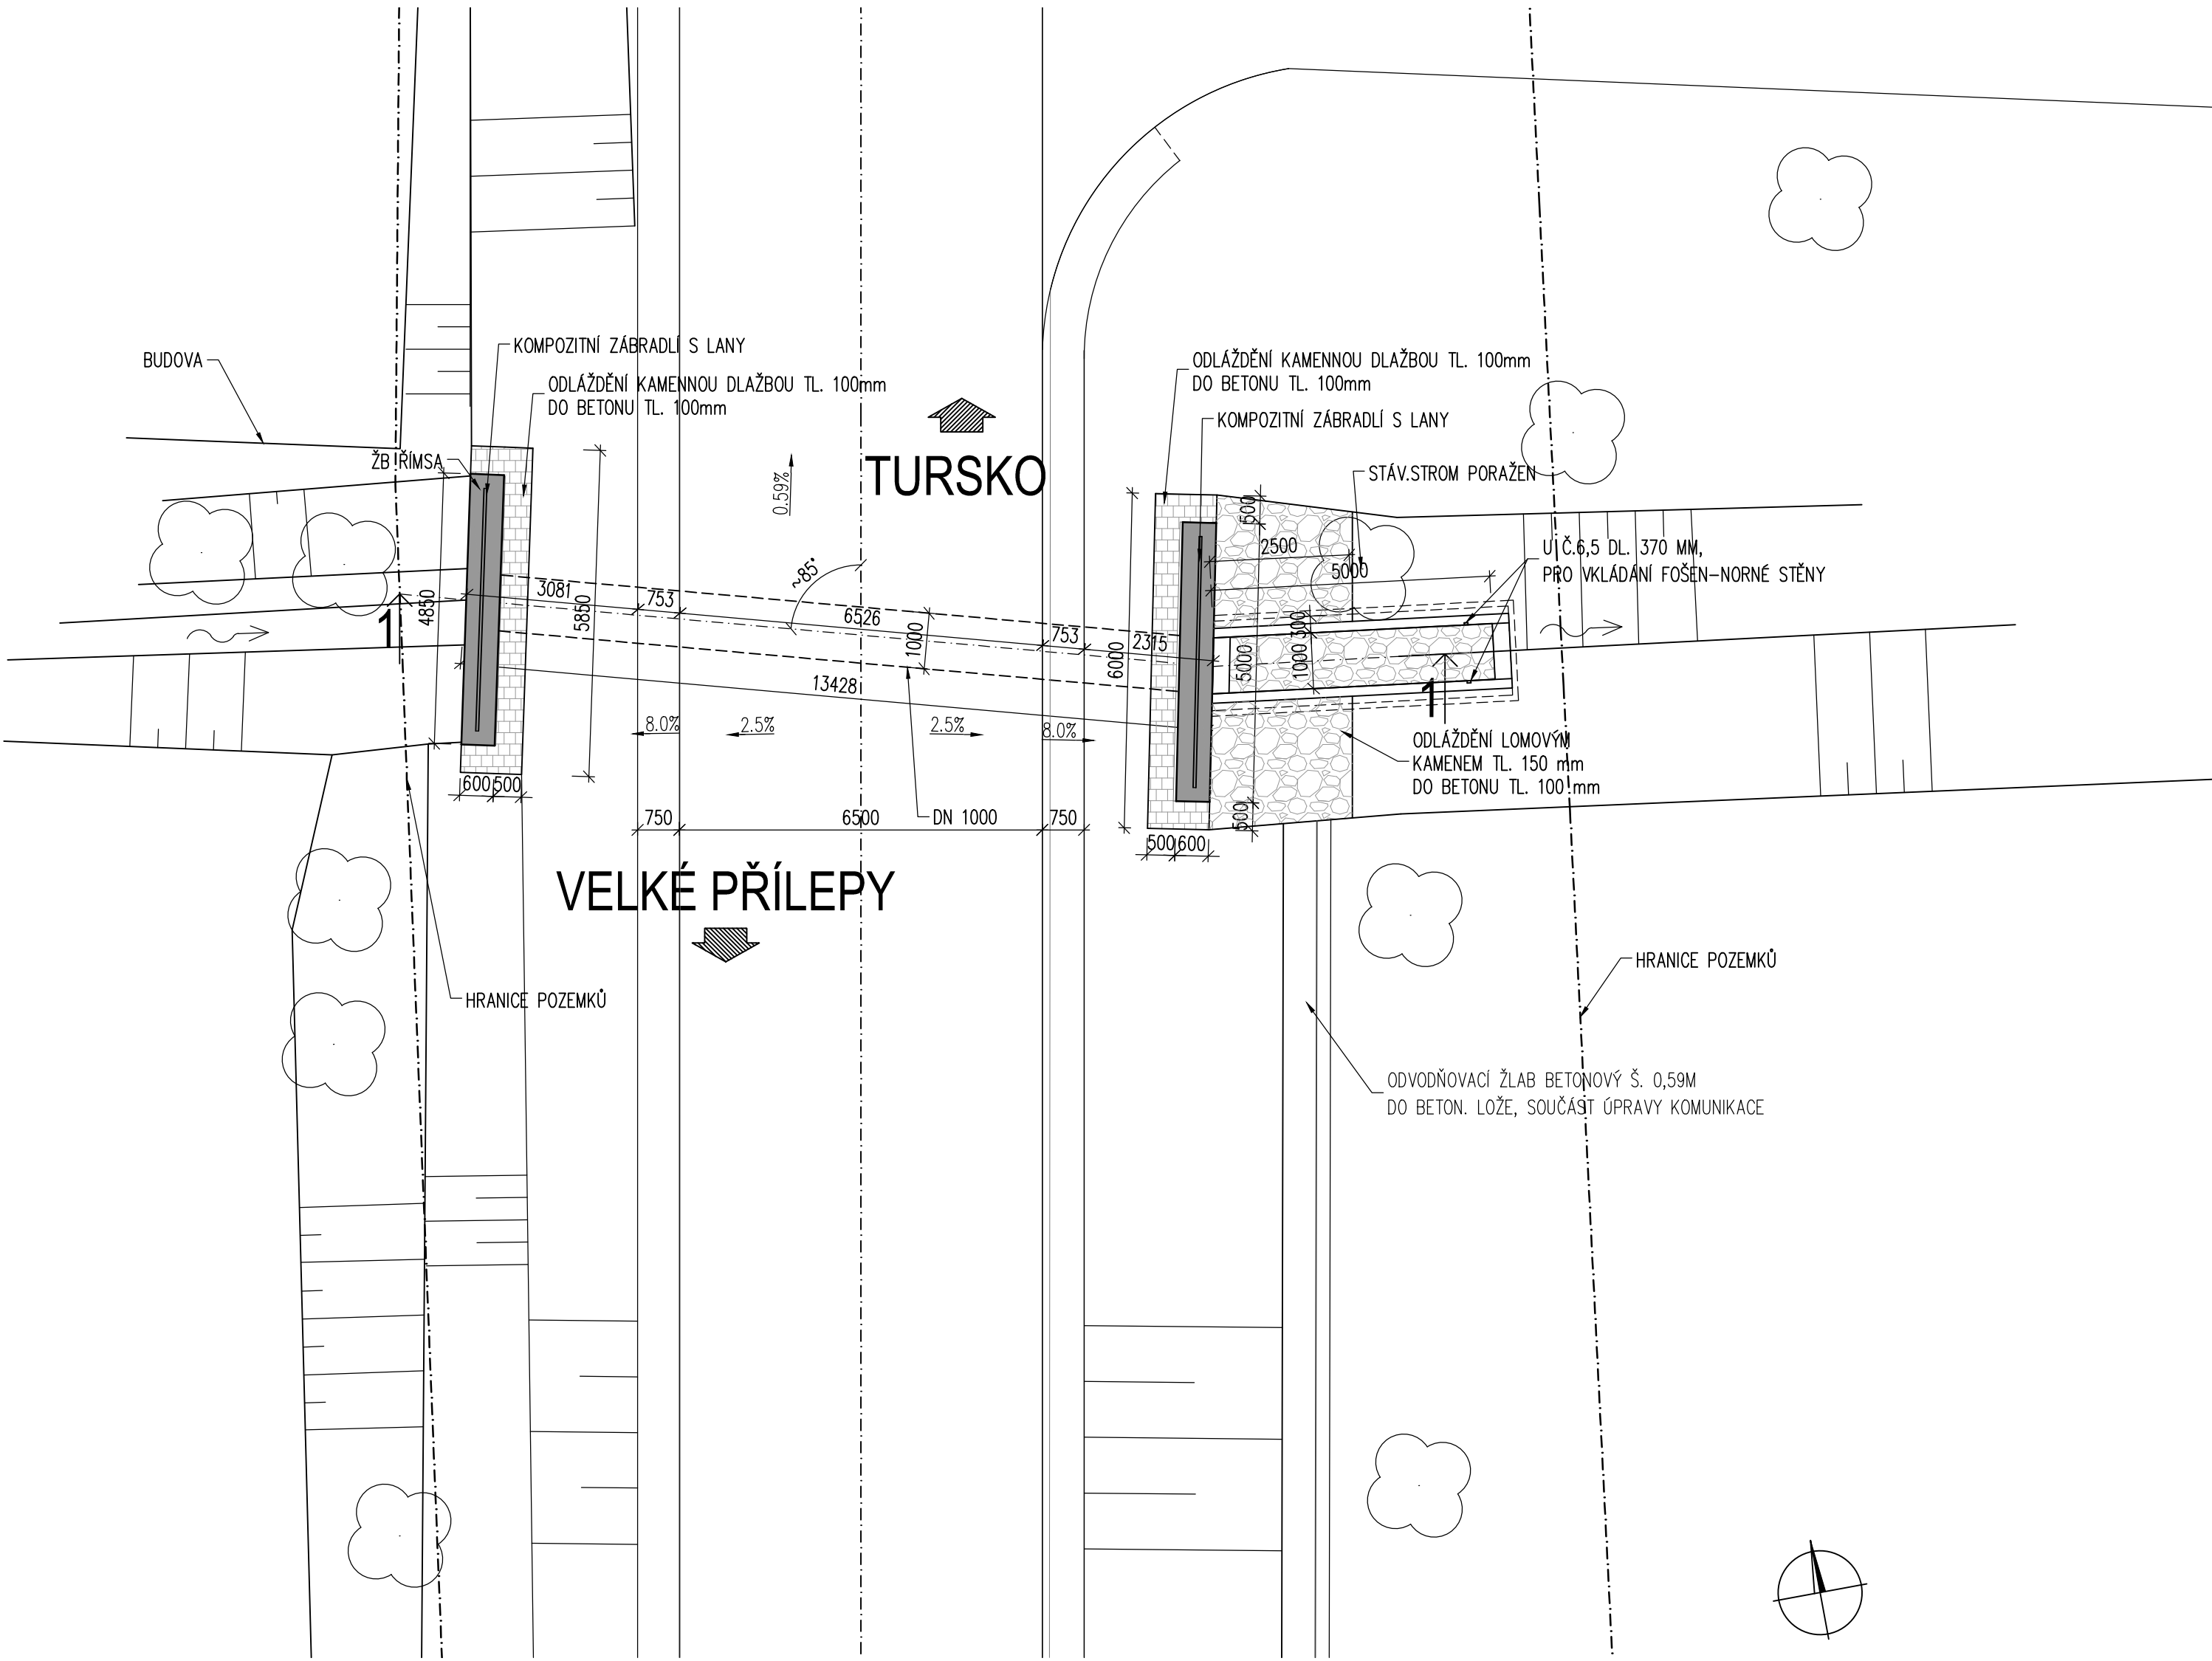 KOMPOZITNÍ ZÁBRADLÍ S LANY
BUDOVA
ODLÁŽDĚNÍ KAMENNOU DLAŽBOU TL. 100mm
DO BETONU TL. 100mm
ODLÁŽDĚNÍ KAMENNOU DLAŽBOU TL. 100mm
DO BETONU TL. 100mm
KOMPOZITNÍ ZÁBRADLÍ S LANY
ŽB ŘÍMSA
TURSKO
0.59%
STÁV.STROM PORAŽEN
500
2500
5000
U Č.6,5 DL. 370 MM,
PRO VKLÁDÁNÍ FOŠEN-NORNÉ STĚNY
~85°
3081
753
6526
1000
753
2315
4850
5850
6000
5000
1000
300
1
1
13428
8.0%
2.5%
2.5%
8.0%
ODLÁŽDĚNÍ LOMOVÝM
KAMENEM TL. 150 mm
DO BETONU TL. 100 mm
600
500
750
6500
DN 1000
750
500
500
600
VELKÉ PŘÍLEPY
HRANICE POZEMKŮ
HRANICE POZEMKŮ
ODVODŇOVACÍ ŽLAB BETONOVÝ Š. 0,59M
DO BETON. LOŽE, SOUČÁST ÚPRAVY KOMUNIKACE